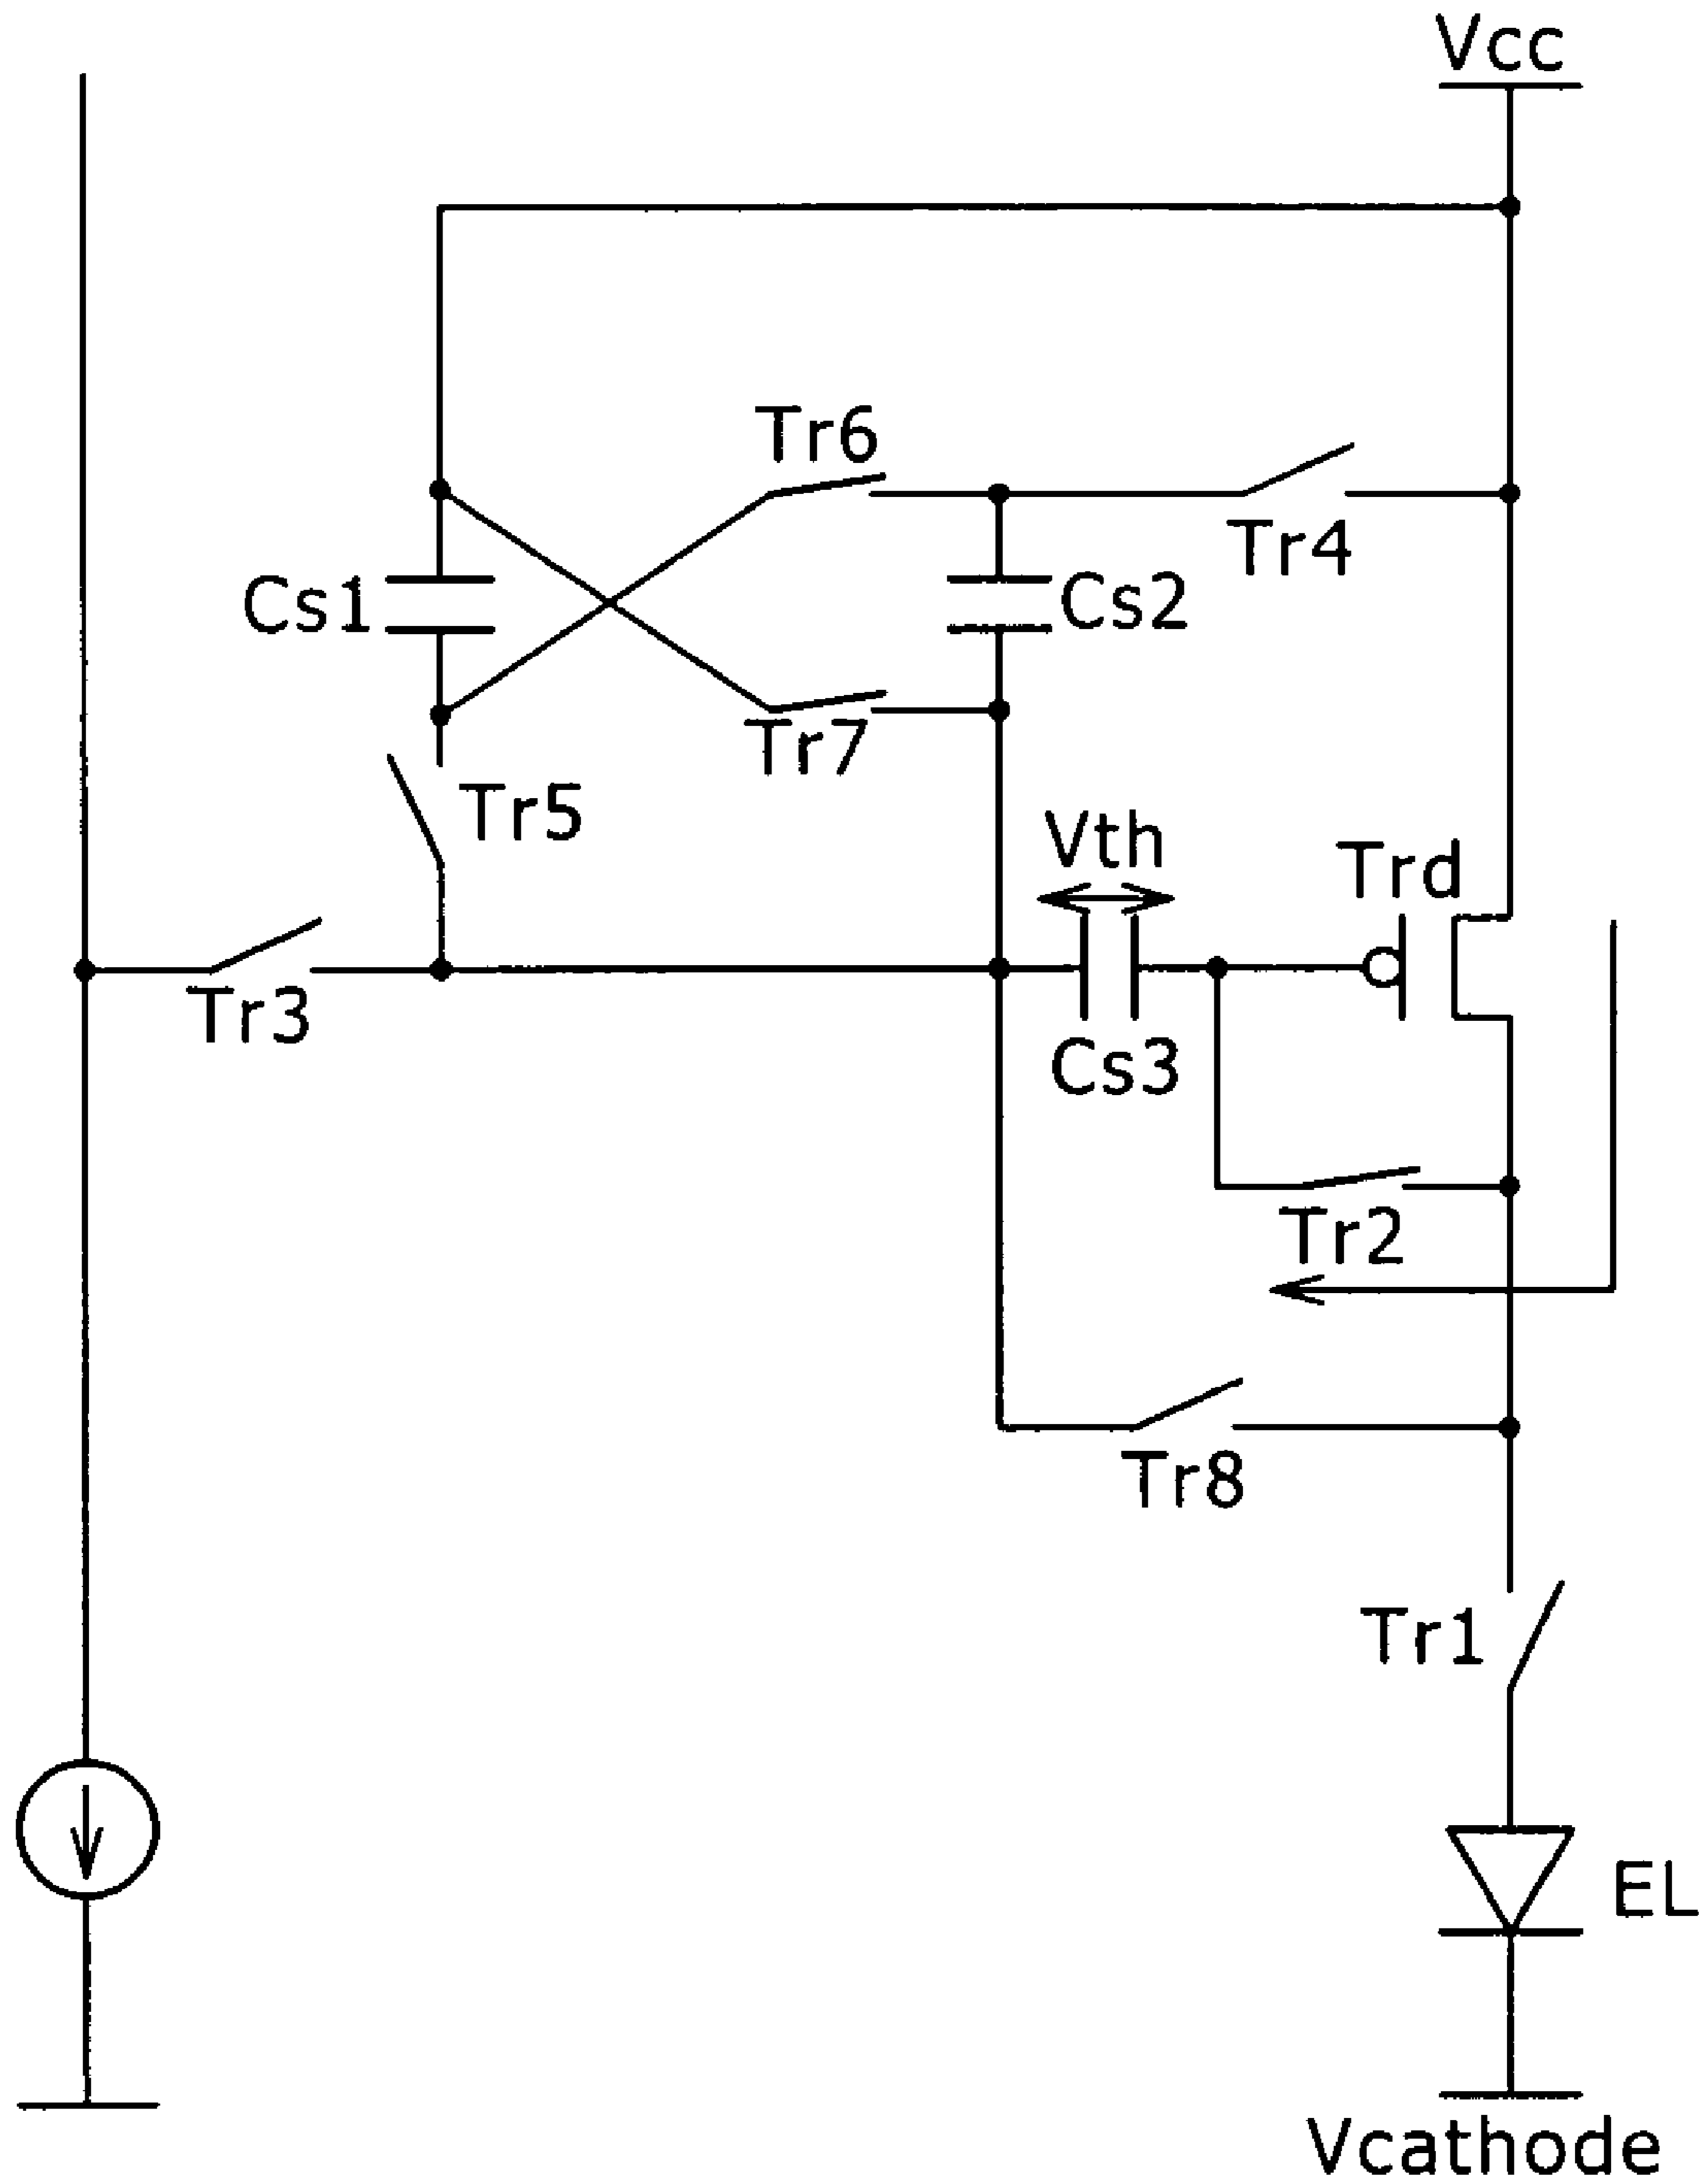 Vcc
Tr6
Tr4
Cs1
Cs2
Tr7
Tr5
Vth
Trd
Tr3
Cs3
Tr2
Tr8
Tr1
EL
Vcathode